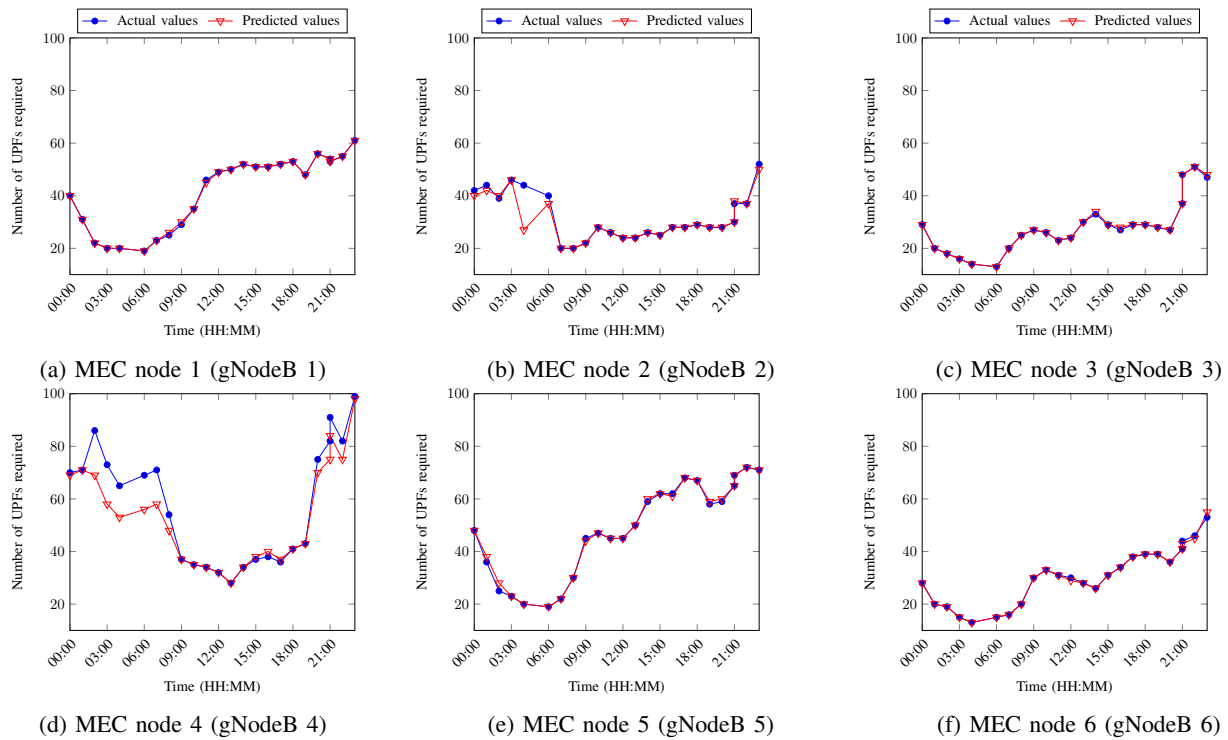 Actual values Predicted values
Actual values Predicted values
Actual values Predicted values
100
80
60
40
20
Number of UPFs required
00:00 03:00 06:00 09:00 12:00 15:00 18:00 21:00
Time (HH:MM)
(a) MEC node 1 (gNodeB 1)
100
80
60
40
20
Number of UPFs required
00:00 03:00 06:00 09:00 12:00 15:00 18:00 21:00
Time (HH:MM)
(b) MEC node 2 (gNodeB 2)
100
80
60
40
20
Number of UPFs required
00:00 03:00 06:00 09:00 12:00 15:00 18:00 21:00
Time (HH:MM)
(c) MEC node 3 (gNodeB 3)
100
80
60
40
20
Number of UPFs required
00:00 03:00 06:00 09:00 12:00 15:00 18:00 21:00
Time (HH:MM)
(d) MEC node 4 (gNodeB 4)
100
80
60
40
20
Number of UPFs required
00:00 03:00 06:00 09:00 12:00 15:00 18:00 21:00
Time (HH:MM)
(e) MEC node 5 (gNodeB 5)
100
80
60
40
20
Number of UPFs required
00:00 03:00 06:00 09:00 12:00 15:00 18:00 21:00
Time (HH:MM)
(f) MEC node 6 (gNodeB 6)